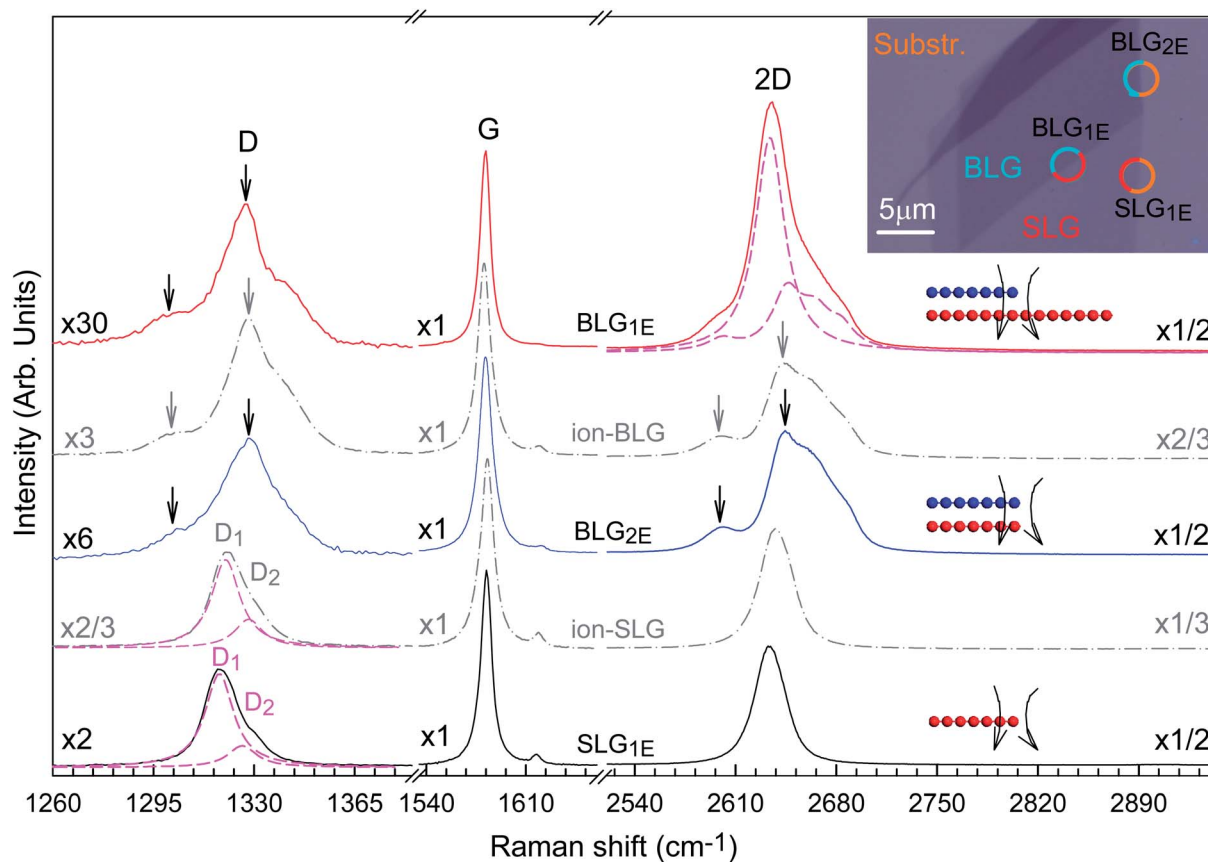 Substr.
BLG2E
BLG1E
BLG
SLG1E
SLG
5μm
D
G
2D
x30
x1
BLG1E
x1/2
x3
x1
ion-BLG
x2/3
x6
x1
BLG2E
x1/2
D1
D2
x2/3
x1
ion-SLG
x1/3
D1
D2
x2
x1
SLG1E
x1/2
Intensity (Arb. Units)
1260 1295 1330 1365 1540 1610 2540 2610 2680 2750 2820 2890
Raman shift (cm-1)